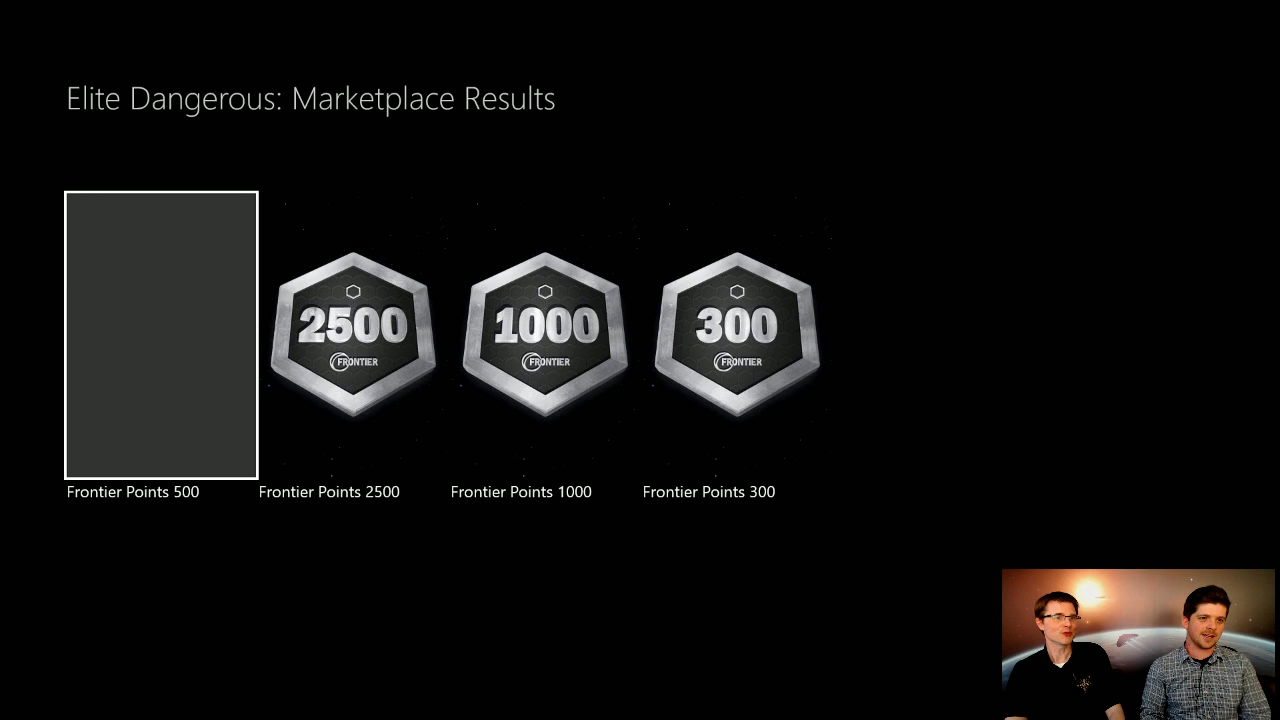 Elite Dangerous: Marketplace Results
2500
FRONTIER
1000
FRONTIER
300
FRONTIER
Frontier Points 500
Frontier Points 2500
Frontier Points 1000
Frontier Points 300